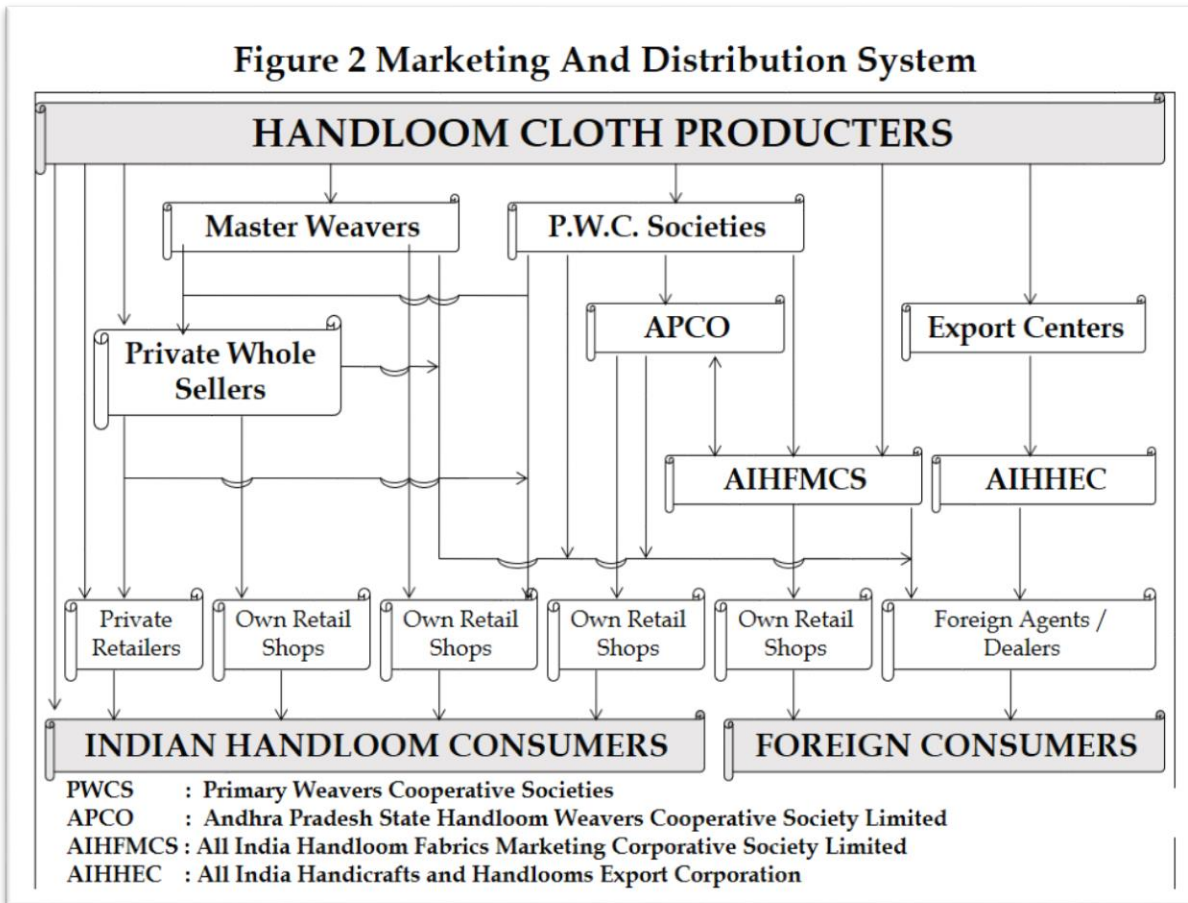 Figure 2 Marketing And Distribution System
HANDLOOM CLOTH PRODUCTERS
Master Weavers
P.W.C. Societies
APCO
Export Centers
Private Whole
Sellers
AIHFMCS
AIHHEC
Private
Retailers
Own Retail
Shops
Own Retail
Shops
Own Retail
Shops
Own Retail
Shops
Foreign Agents /
Dealers
INDIAN HANDLOOM CONSUMERS
FOREIGN CONSUMERS
PWCS : Primary Weavers Cooperative Societies
APCO : Andhra Pradesh State Handloom Weavers Cooperative Society Limited
AIHFMCS : All India Handloom Fabrics Marketing Corporative Society Limited
AIHHEC : All India Handicrafts and Handlooms Export Corporation